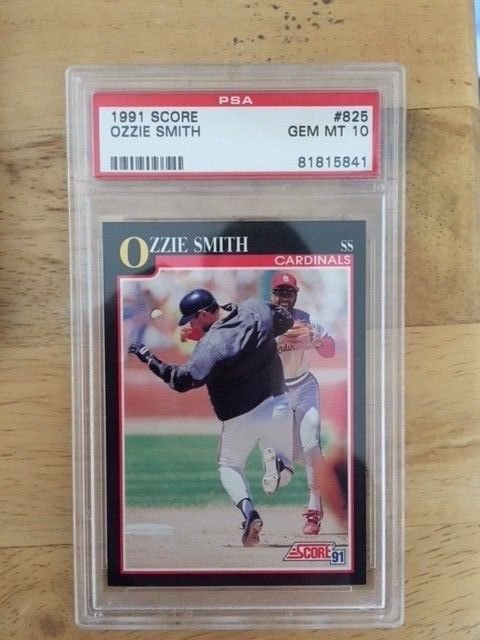 PSA
1991 SCORE #825
OZZIE SMITH GEM MT 10
81815841
OZZIE SMITH SS
CARDINALS
SCORE 91